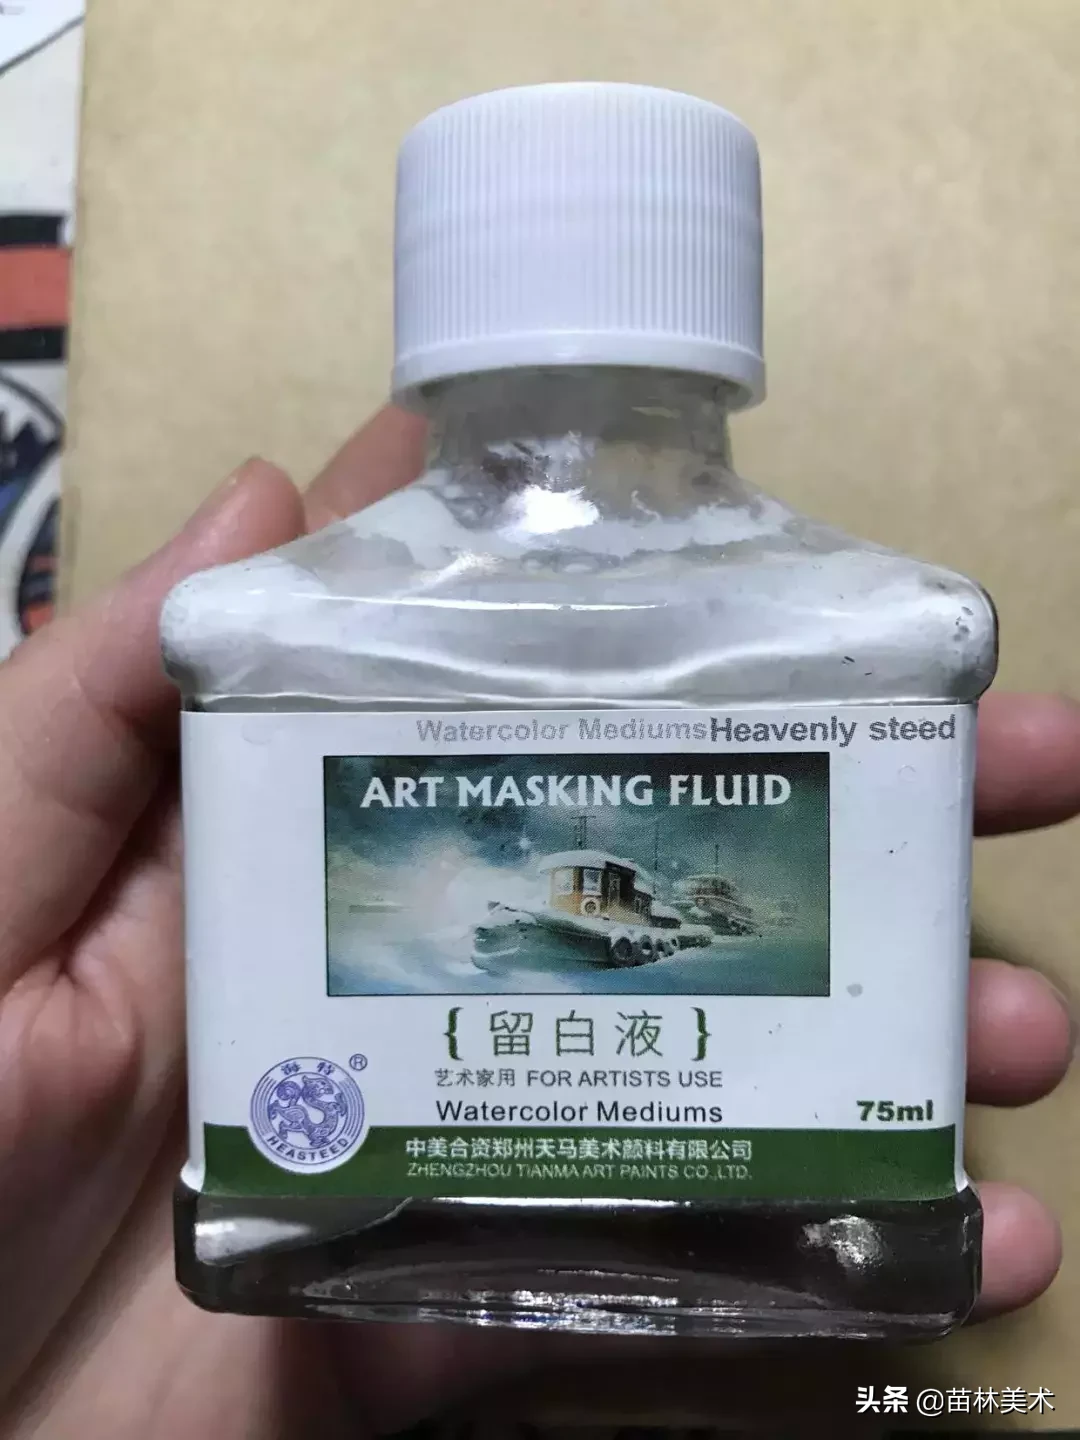 Watercolor MediumsHeavenly steed
ART MASKING FLUID
{留白液}
艺术家用 FOR ARTISTS USE
Watercolor Mediums
75ml
海特
®
HEASTEED
中美合资郑州天马美术颜料有限公司
ZHENGZHOU TIANMA ART PAINTS CO.,LTD.
头条 @苗林美术